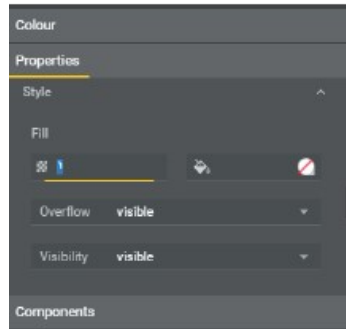 Colour
Properties
Style
Fill
1
Overflow visible
Visibility visible
Components